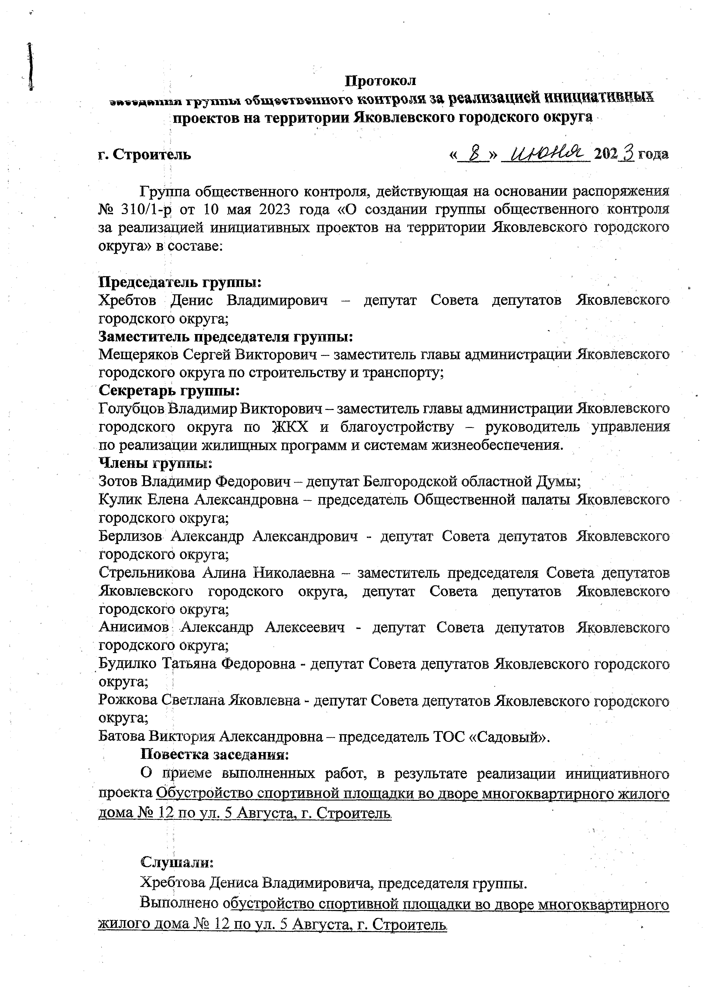 Протокол
заседания группы общественного контроля за реализацией инициативных
проектов на территории Яковлевского городского округа
г. Строитель « 8 » июня 2023 года
Группа общественного контроля, действующая на основании распоряжения
№ 310/1-р от 10 мая 2023 года «О создании группы общественного контроля
за реализацией инициативных проектов на территории Яковлевского городского
округа» в составе:
Председатель группы:
Хребтов Денис Владимирович – депутат Совета депутатов Яковлевского
городского округа;
Заместитель председателя группы:
Мещеряков Сергей Викторович – заместитель главы администрации Яковлевского
городского округа по строительству и транспорту;
Секретарь группы:
Голубцов Владимир Викторович – заместитель главы администрации Яковлевского
городского округа по ЖКХ и благоустройству – руководитель управления
по реализации жилищных программ и системам жизнеобеспечения.
Члены группы:
Зотов Владимир Федорович – депутат Белгородской областной Думы;
Кулик Елена Александровна – председатель Общественной палаты Яковлевского
городского округа;
Берлизов Александр Александрович - депутат Совета депутатов Яковлевского
городского округа;
Стрельникова Алина Николаевна – заместитель председателя Совета депутатов
Яковлевского городского округа, депутат Совета депутатов Яковлевского
городского округа;
Анисимов Александр Алексеевич - депутат Совета депутатов Яковлевского
городского округа;
Будилко Татьяна Федоровна - депутат Совета депутатов Яковлевского городского
округа;
Рожкова Светлана Яковлевна - депутат Совета депутатов Яковлевского городского
округа;
Батова Виктория Александровна – председатель ТОС «Садовый».
Повестка заседания:
О приеме выполненных работ, в результате реализации инициативного
проекта Обустройство спортивной площадки во дворе многоквартирного жилого
дома № 12 по ул. 5 Августа, г. Строитель
Слушали:
Хребтова Дениса Владимировича, председателя группы.
Выполнено обустройство спортивной площадки во дворе многоквартирного
жилого дома № 12 по ул. 5 Августа, г. Строитель